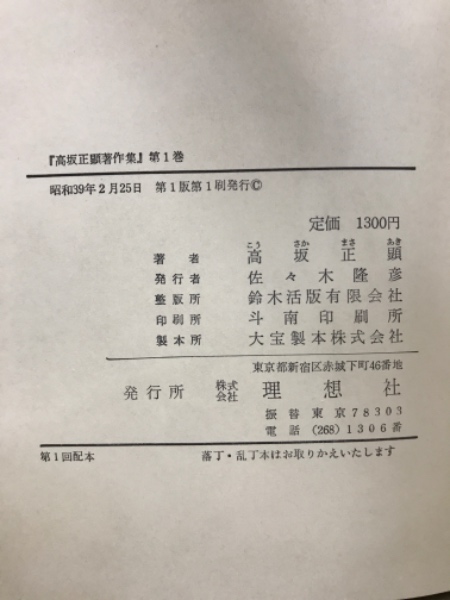 『高坂正顕著作集』第1巻
昭和39年2月25日 第1版第1刷発行©
定価 1300円
こう さか まさ あき
著者 高坂正顕
発行者 佐々木隆彦
整版所 鈴木活版有限会社
印刷所 斗南印刷所
製本所 大宝製本株式会社
東京都新宿区赤城下町46番地
発行所 株式会社 理想社
振替東京78303
電話(268)1306番
第1回配本 落丁・乱丁本はお取りかえいたします